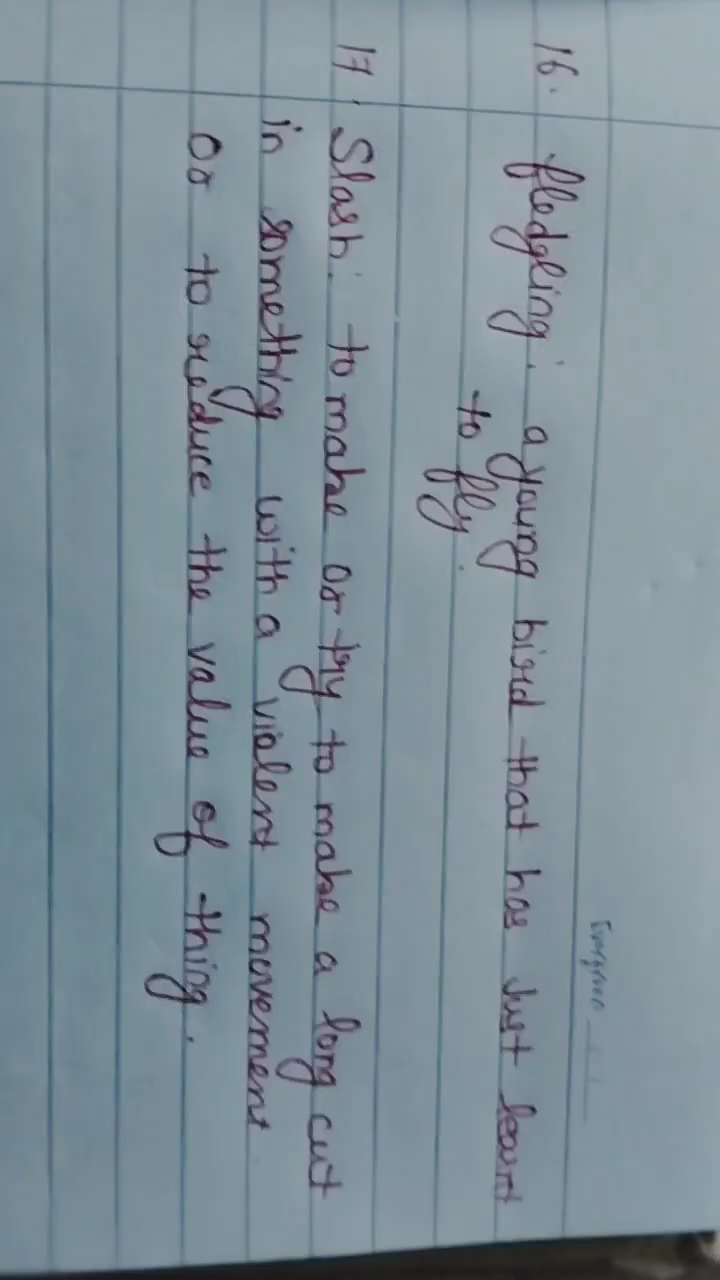 16. fledgling: a young bird that has just learnt
to fly.
17. Slash: to make or try to make a long cut
in something with a violent movement
or to reduce the value of thing.